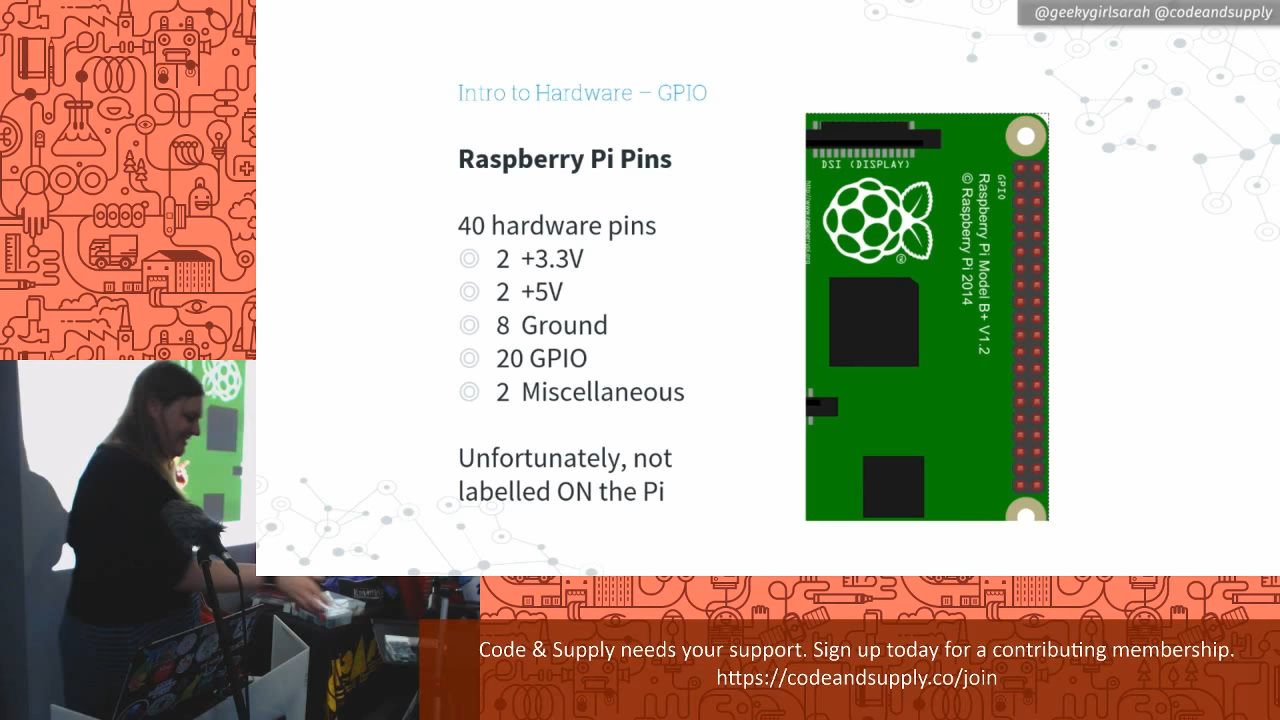 @geekygirlsarah @codeandsupply
Intro to Hardware – GPIO
Raspberry Pi Pins
40 hardware pins
2 +3.3V
2 +5V
8 Ground
20 GPIO
2 Miscellaneous
Unfortunately, not
labelled ON the Pi
DSI (DISPLAY)
GPIO
Raspberry Pi Model B+ V1.2
© Raspberry Pi 2014
Code & Supply needs your support. Sign up today for a contributing membership.
https://codeandsupply.co/join